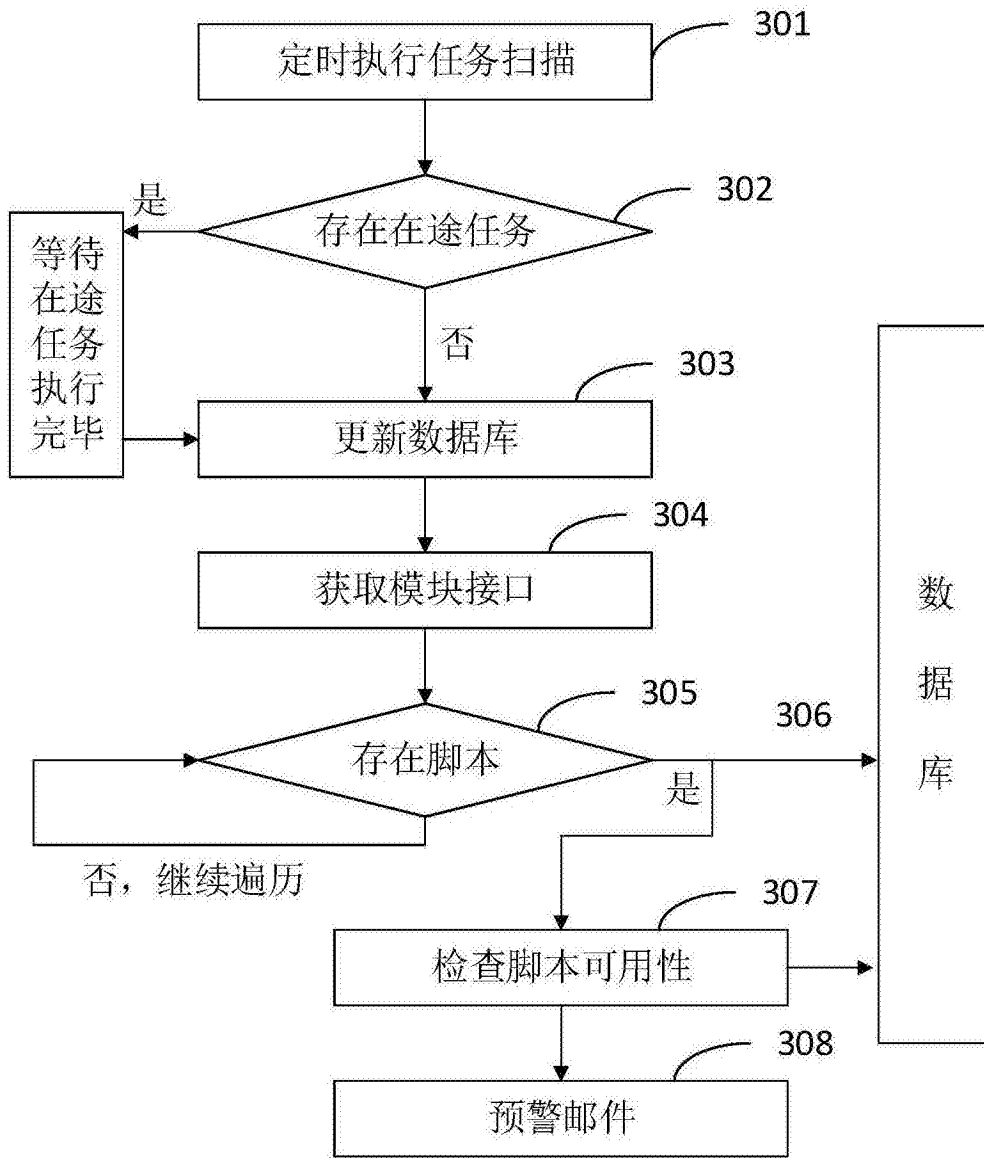 301
定时执行任务扫描
302
是
存在在途任务
等待
在途
任务
执行
完毕
否
303
更新数据库
304
获取模块接口
305
306
存在脚本
是
否，继续遍历
数
据
库
307
检查脚本可用性
308
预警邮件